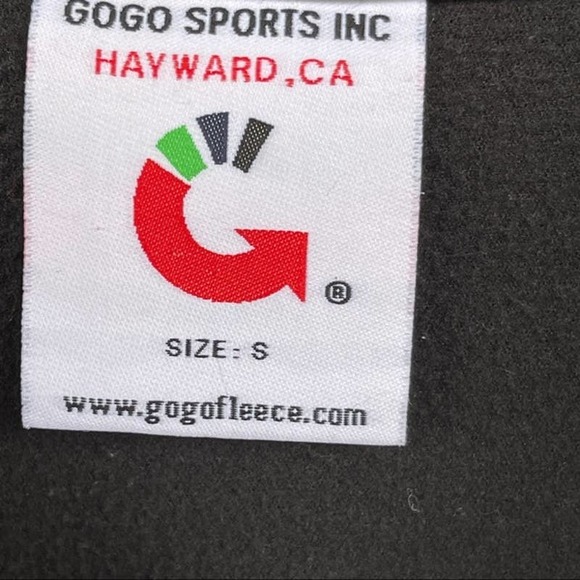 GOGO SPORTS INC
HAYWARD,CA
®
SIZE: S
www.gogofleece.com